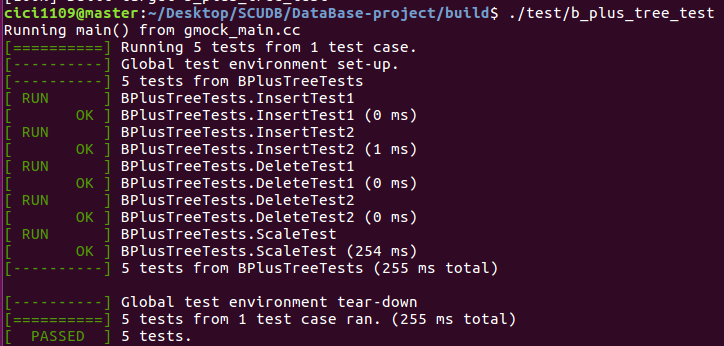 cici1109@master:~/Desktop/SCUDB/DataBase-project/build$ ./test/b_plus_tree_test
Running main() from gmock_main.cc
[==========] Running 5 tests from 1 test case.
[----------] Global test environment set-up.
[----------] 5 tests from BPlusTreeTests
[ RUN      ] BPlusTreeTests.InsertTest1
[       OK ] BPlusTreeTests.InsertTest1 (0 ms)
[ RUN      ] BPlusTreeTests.InsertTest2
[       OK ] BPlusTreeTests.InsertTest2 (1 ms)
[ RUN      ] BPlusTreeTests.DeleteTest1
[       OK ] BPlusTreeTests.DeleteTest1 (0 ms)
[ RUN      ] BPlusTreeTests.DeleteTest2
[       OK ] BPlusTreeTests.DeleteTest2 (0 ms)
[ RUN      ] BPlusTreeTests.ScaleTest
[       OK ] BPlusTreeTests.ScaleTest (254 ms)
[----------] 5 tests from BPlusTreeTests (255 ms total)
[----------] Global test environment tear-down
[==========] 5 tests from 1 test case ran. (255 ms total)
[  PASSED  ] 5 tests.